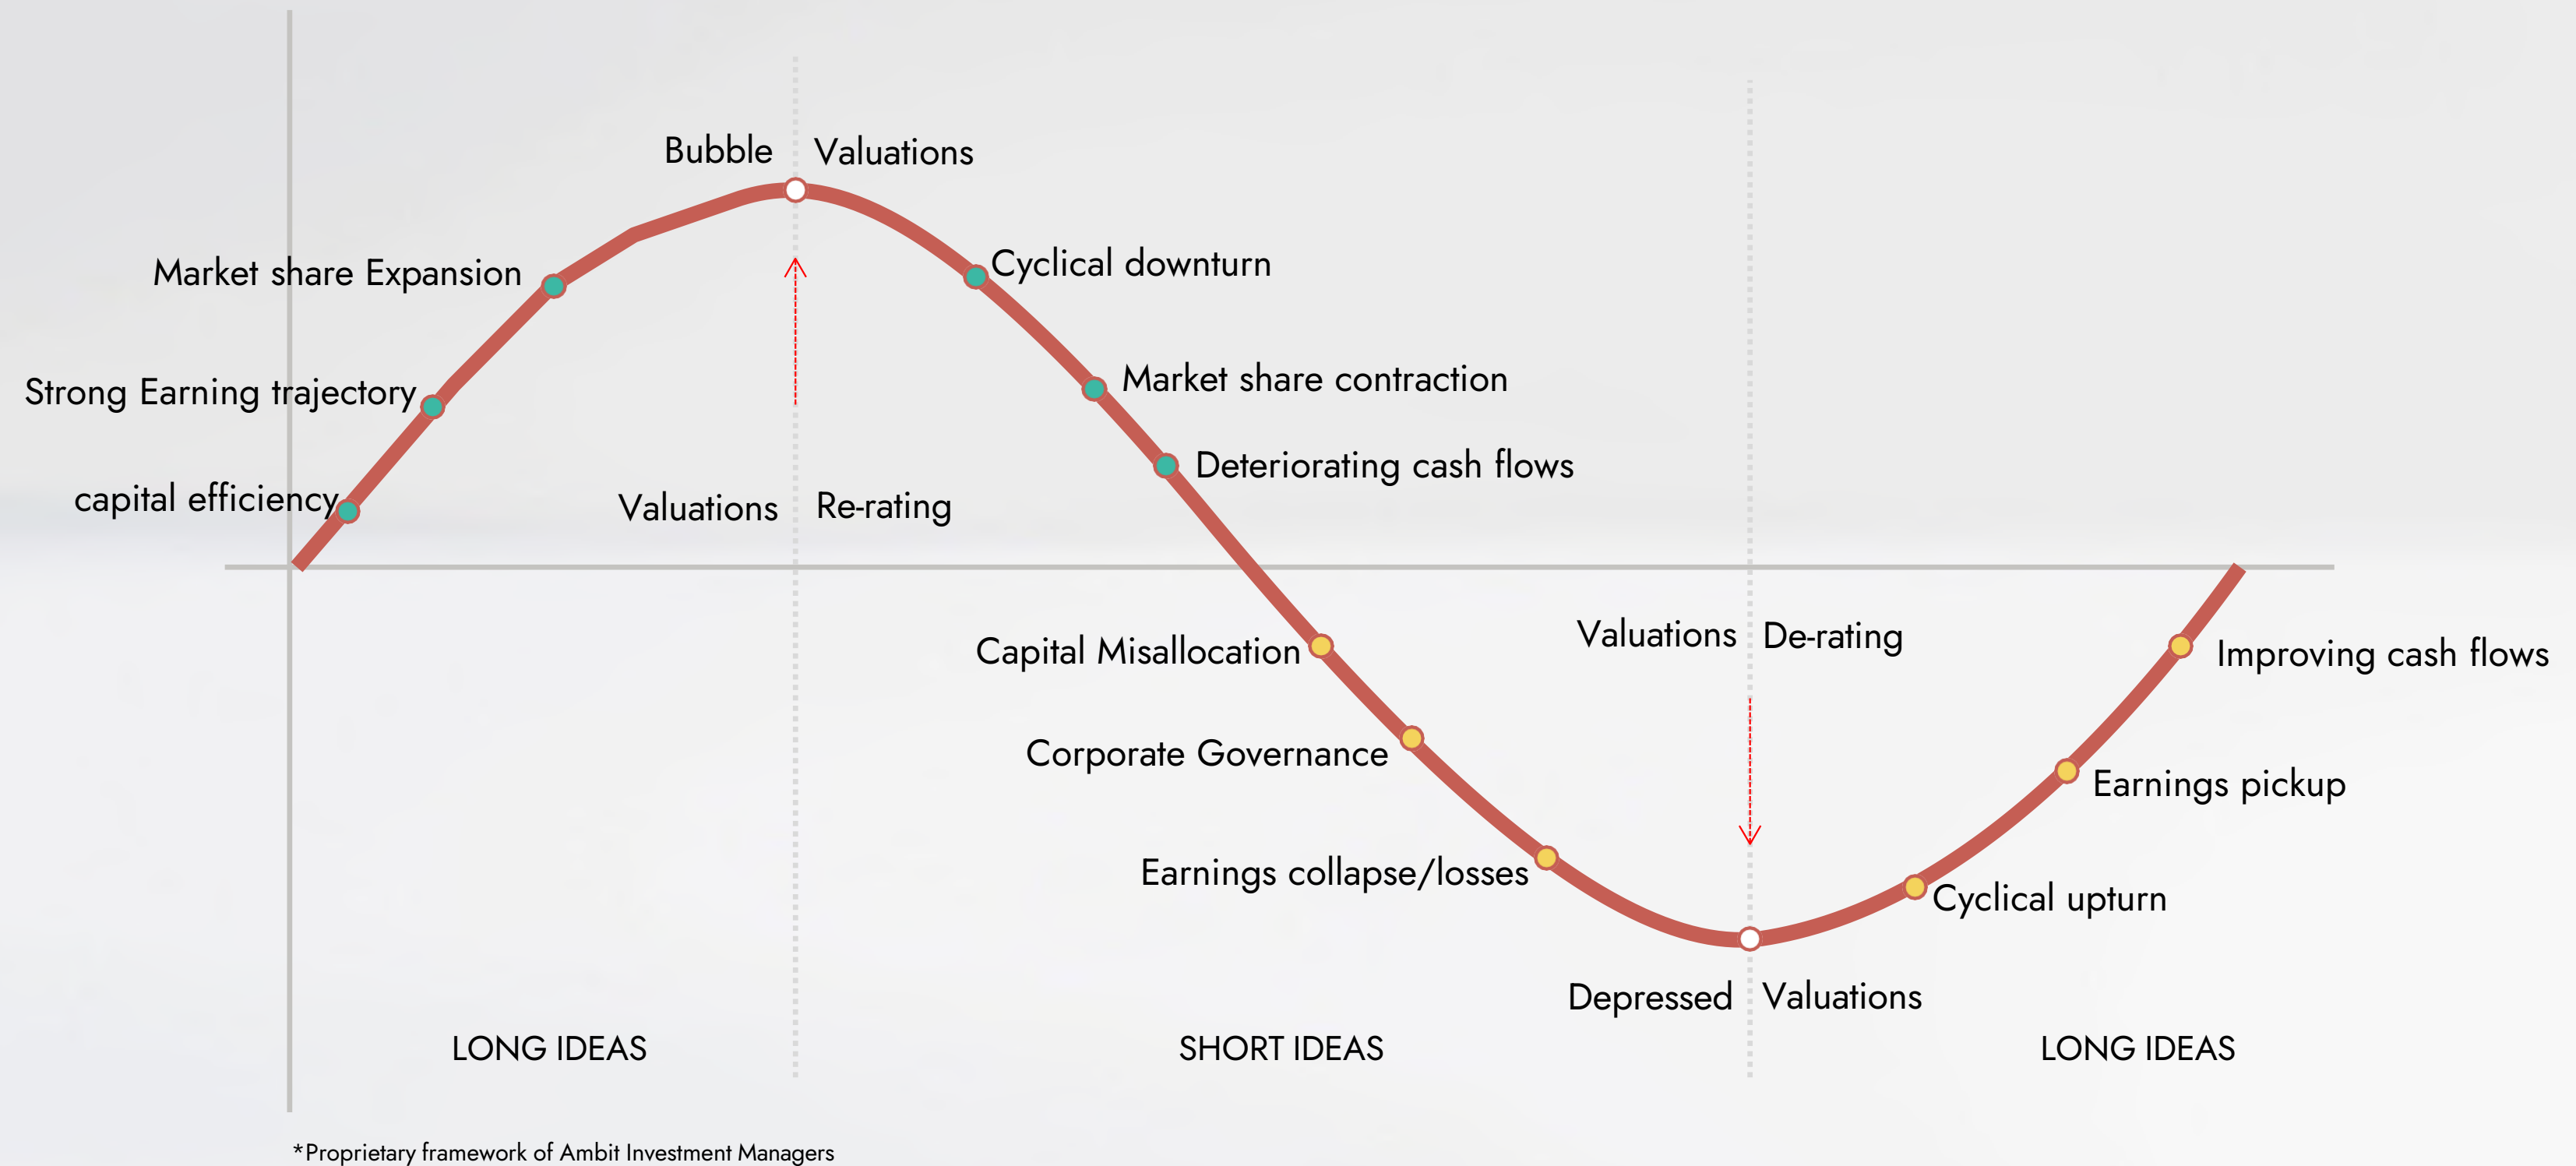 Bubble Valuations
Market share Expansion
Cyclical downturn
Strong Earning trajectory
Market share contraction
capital efficiency
Deteriorating cash flows
Valuations Re-rating
Capital Misallocation
Valuations De-rating
Improving cash flows
Corporate Governance
Earnings pickup
Earnings collapse/losses
Cyclical upturn
Depressed Valuations
LONG IDEAS
SHORT IDEAS
LONG IDEAS
*Proprietary framework of Ambit Investment Managers